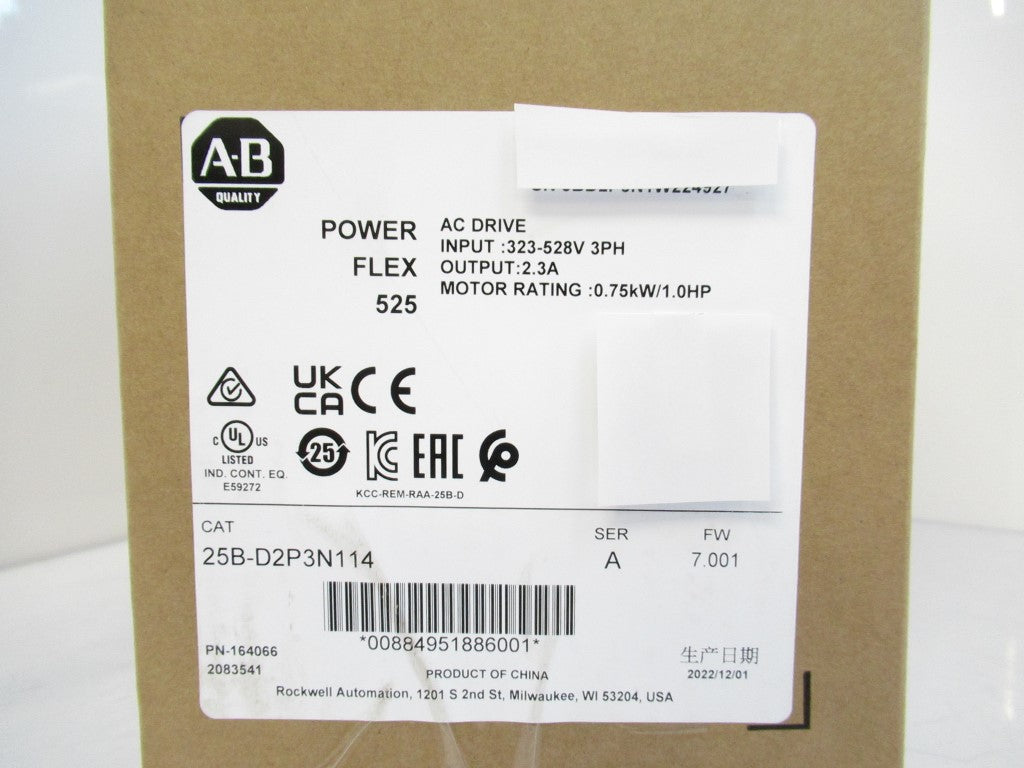 A-B
QUALITY
POWER
FLEX
525
AC DRIVE
INPUT :323-528V 3PH
OUTPUT:2.3A
MOTOR RATING :0.75kW/1.0HP
UK
CA
CE
C UL US
LISTED
IND. CONT. EQ.
E59272
25
KC
EAC
KCC-REM-RAA-25B-D
CAT
25B-D2P3N114
SER
A
FW
7.001
*00884951886001*
PN-164066
2083541
生产日期
2022/12/01
PRODUCT OF CHINA
Rockwell Automation, 1201 S 2nd St, Milwaukee, WI 53204, USA